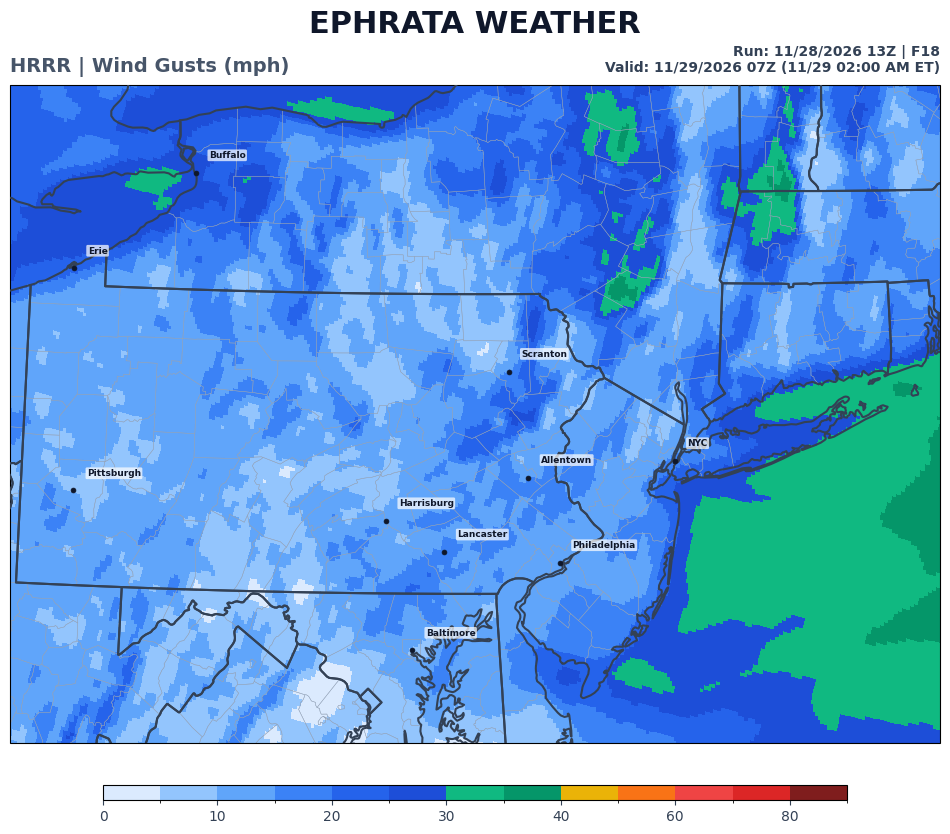 EPHRATA WEATHER
HRRR | Wind Gusts (mph)
Run: 11/28/2026 13Z | F18
Valid: 11/29/2026 07Z (11/29 02:00 AM ET)
Buffalo
Erie
Scranton
NYC
Allentown
Pittsburgh
Harrisburg
Lancaster
Philadelphia
Baltimore
0 10 20 30 40 60 80